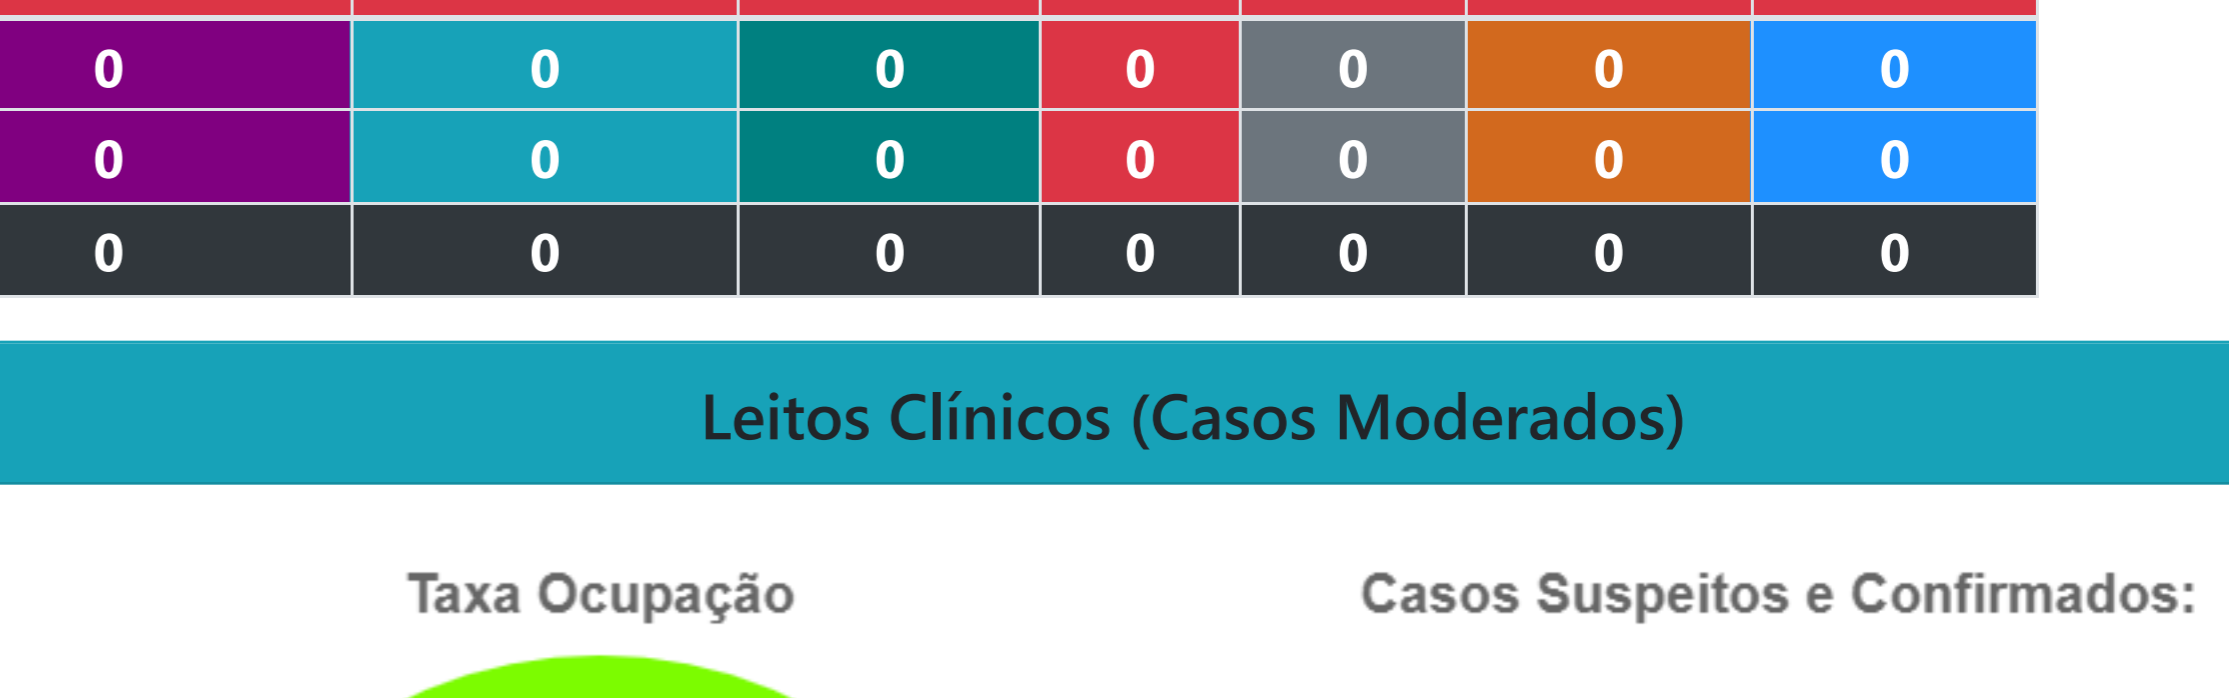 0 0 0 0 0 0 0
0 0 0 0 0 0 0
0 0 0 0 0 0 0
Leitos Clínicos (Casos Moderados)
Taxa Ocupação
Casos Suspeitos e Confirmados: